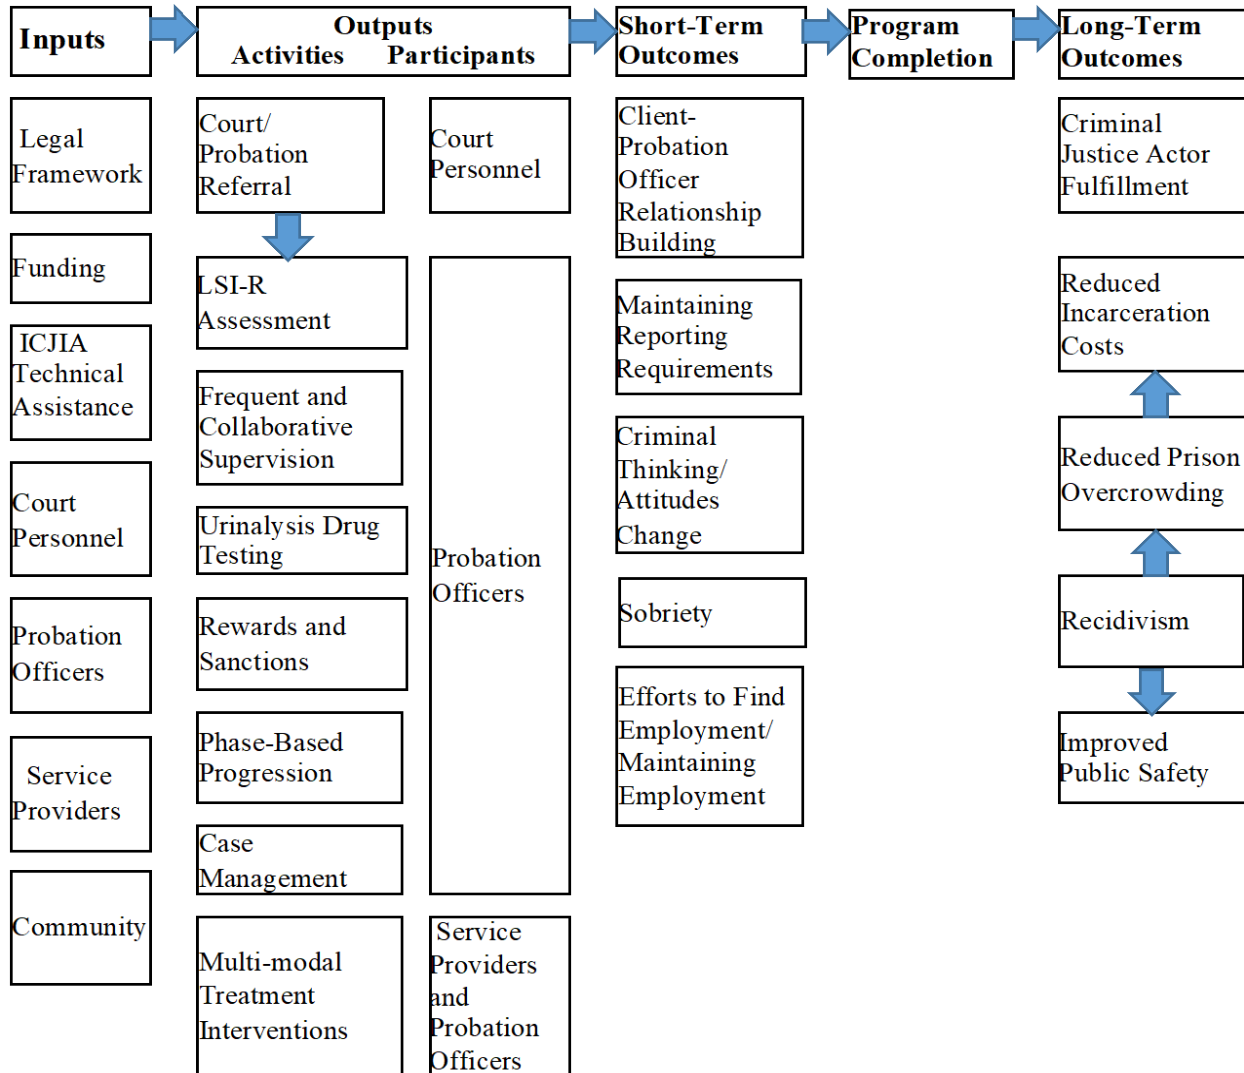 Inputs
Outputs
Activities Participants
Short-Term
Outcomes
Program
Completion
Long-Term
Outcomes
Legal
Framework
Funding
ICJIA
Technical
Assistance
Court
Personnel
Probation
Officers
Service
Providers
Community
Court/
Probation
Referral
LSI-R
Assessment
Frequent and
Collaborative
Supervision
Urinalysis Drug
Testing
Rewards and
Sanctions
Phase-Based
Progression
Case
Management
Multi-modal
Treatment
Interventions
Court
Personnel
Probation
Officers
Service
Providers
and
Probation
Officers
Client-
Probation
Officer
Relationship
Building
Maintaining
Reporting
Requirements
Criminal
Thinking/
Attitudes
Change
Sobriety
Efforts to Find
Employment/
Maintaining
Employment
Criminal
Justice Actor
Fulfillment
Reduced
Incarceration
Costs
Reduced Prison
Overcrowding
Recidivism
Improved
Public Safety